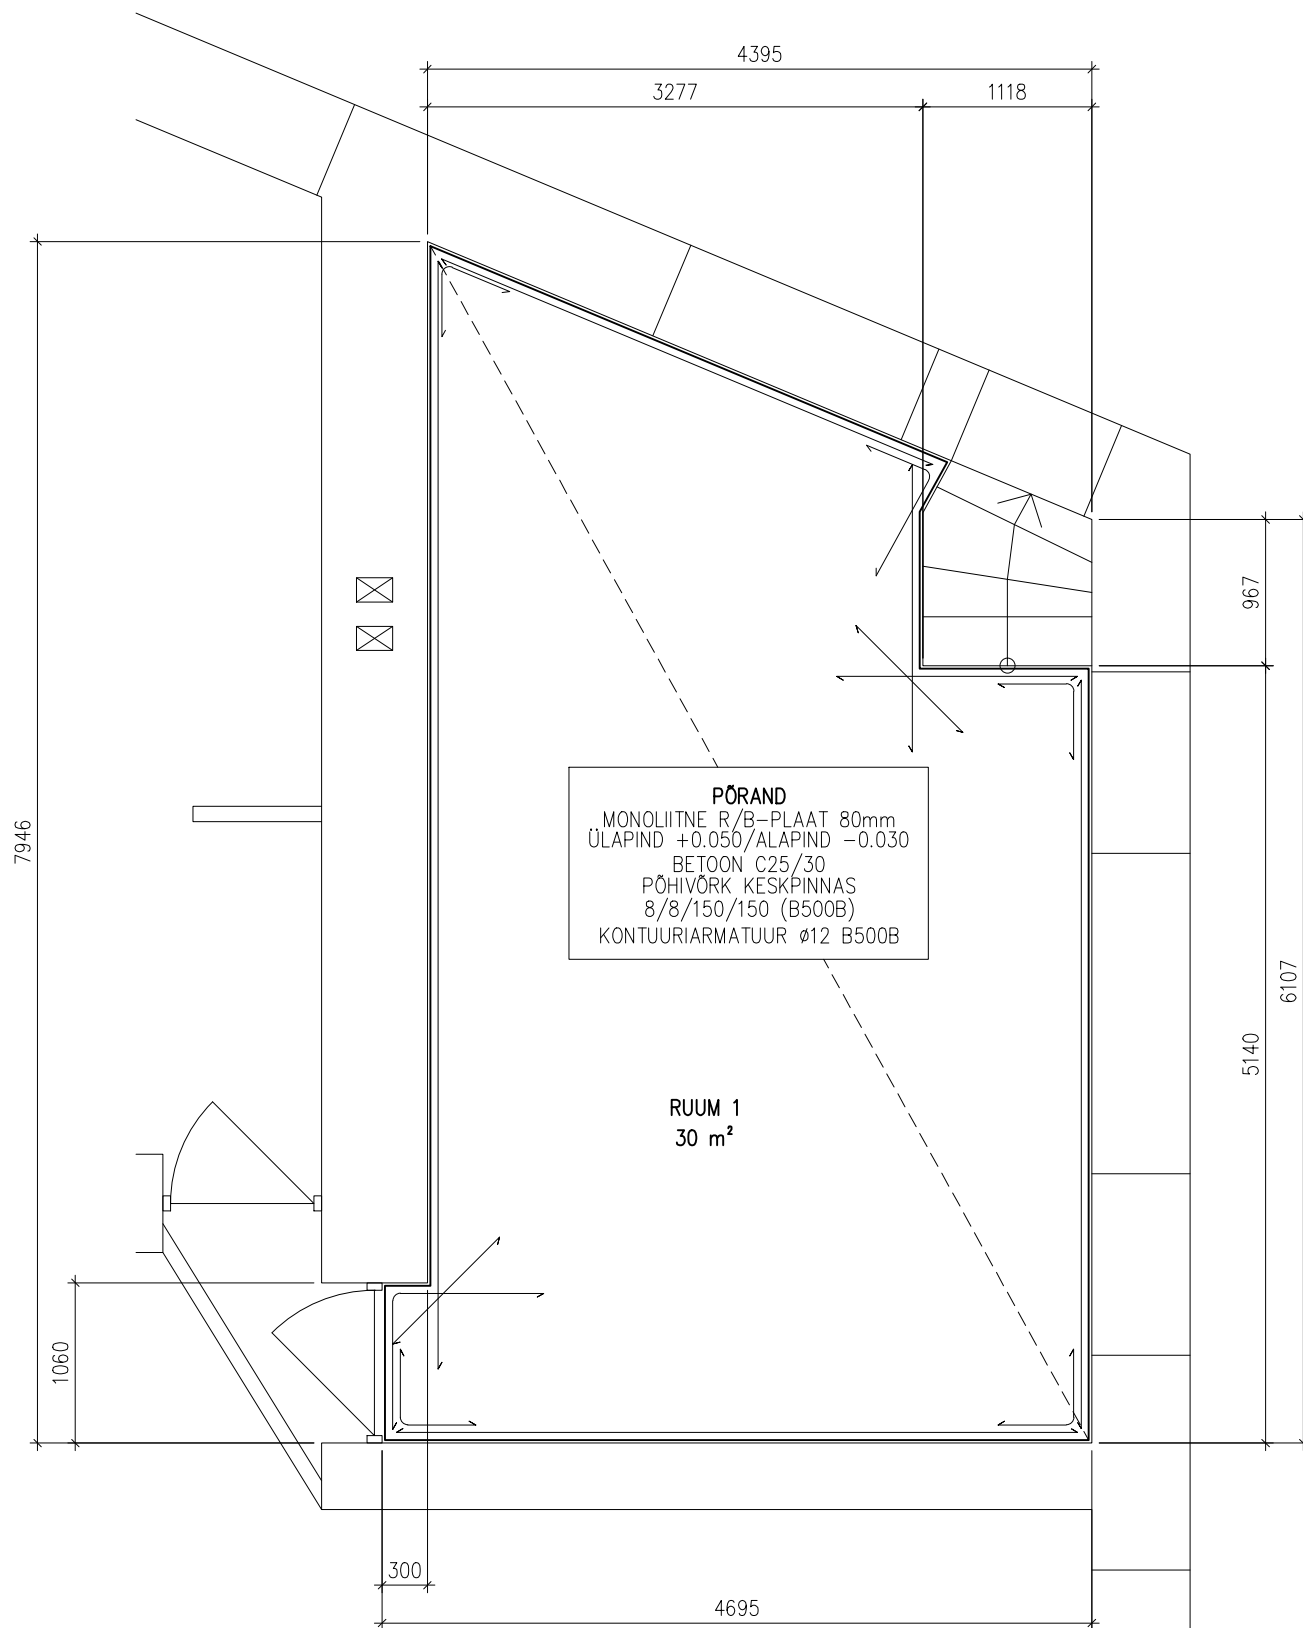 4395
3277
1118
967
7946
PÕRAND
MONOLIITNE R/B-PLAAT 80mm
ÜLAPIND +0.050/ALAPIND -0.030
BETOON C25/30
PÕHIVÕRK KESKPINNAS
8/8/150/150 (B500B)
KONTUURIARMATUUR ø12 B500B
6107
5140
RUUM 1
30 m²
1060
300
4695